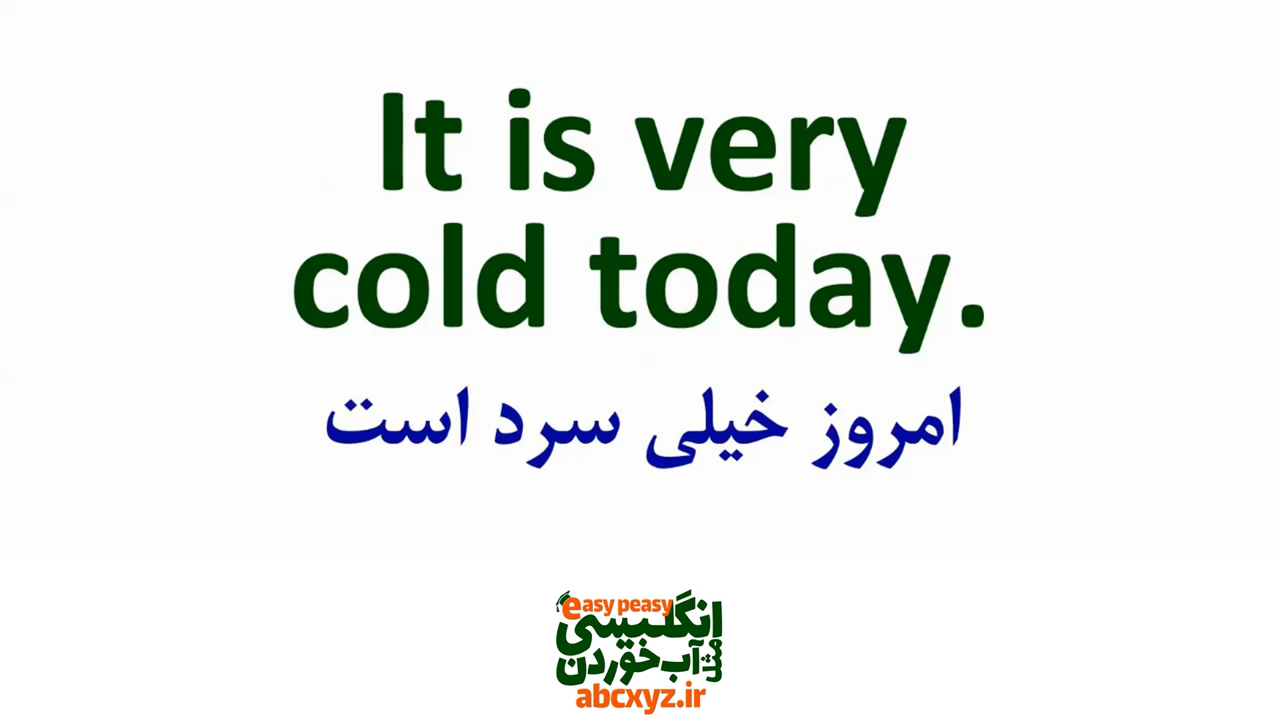 It is very
cold today.
امروز خیلی سرد است
easy peasy
انگلیسی
مثل آب خوردن
abcxyz.ir